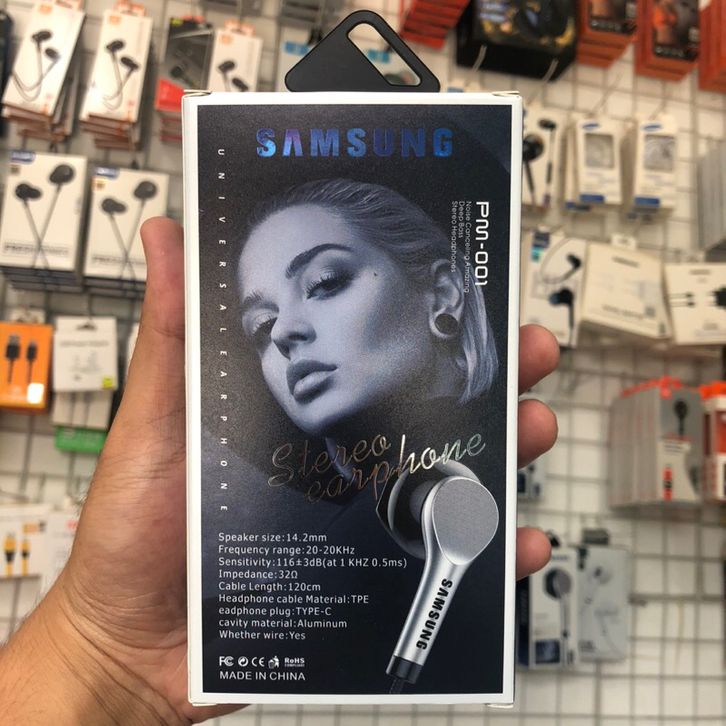 SAMSUNG
UNIVERSAL EARPHONE
PM-001
Noise Canceling Amazing
Deep Bass
Stereo Headphones
Stereo
earphone
Speaker size:14.2mm
Frequency range:20-20KHz
Sensitivity:116±3dB(at 1 KHZ 0.5ms)
Impedance:32Ω
Cable Length:120cm
Headphone cable Material:TPE
eadphone plug:TYPE-C
cavity material:Aluminum
Whether wire:Yes
SAMSUNG
FC CE RoHS
COMPLIANT
MADE IN CHINA